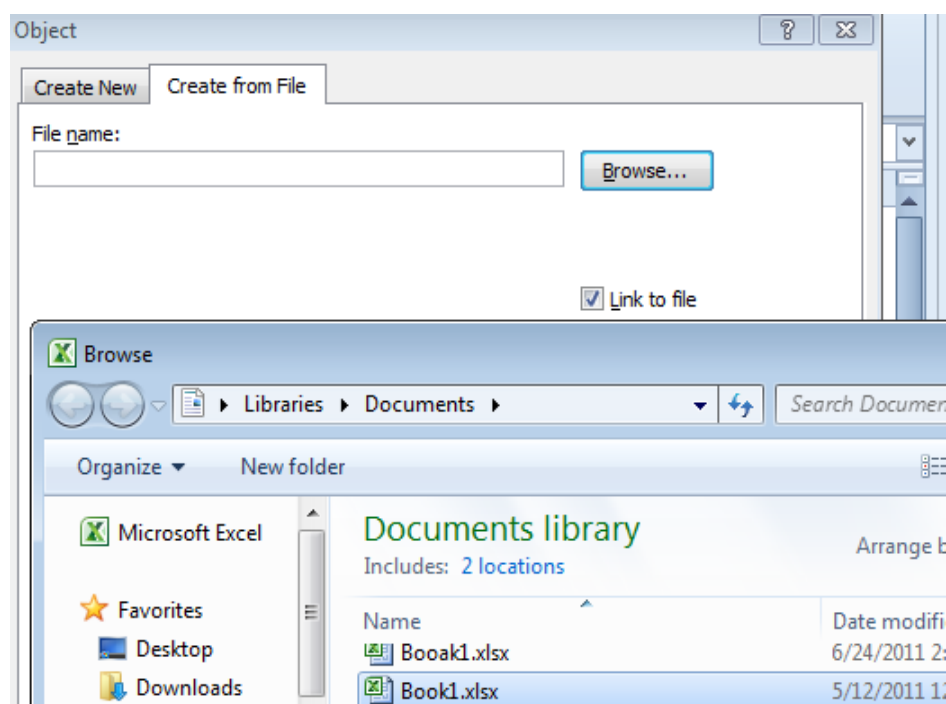 Object
Create New Create from File
File name:
Browse...
Link to file
Browse
Libraries Documents
Organize New folder
Microsoft Excel
Documents library
Includes: 2 locations
Arrange
Favorites
Name Date
Desktop
Booak1.xlsx 6/24/2011
Downloads
Book1.xlsx 5/12/2011